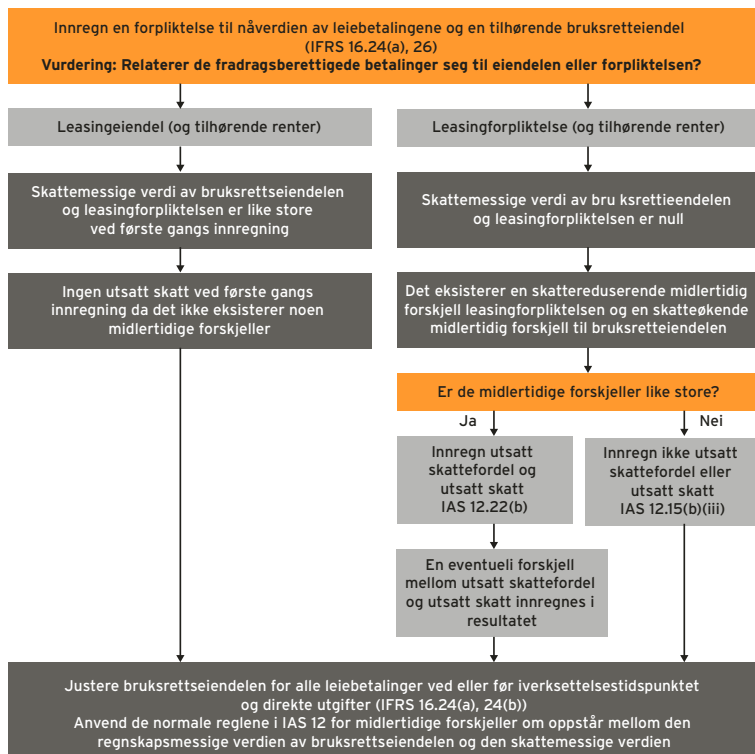 Innregn en forpliktelse til nåverdien av leiebetalingene og en tilhørende bruksretteiendel
(IFRS 16.24(a), 26)
Vurdering: Relaterer de fradragsberettigede betalinger seg til eiendelen eller forpliktelsen?
Leasingeiendel (og tilhørende renter)
Skattemessige verdi av bruksrettseiendelen
og leasingforpliktelsen er like store
ved første gangs innregning
Ingen utsatt skatt ved første gangs
innregning da det ikke eksisterer noen
midlertidige forskjeller
Leasingforpliktelse (og tilhørende renter)
Skattemessige verdi av bru ksrettieendelen
og leasingforpliktelsen er null
Det eksisterer en skattereduserende midlertidig
forskjell leasingforpliktelsen og en skatteøkende
midlertidig forskjell til bruksretteiendelen
Er de midlertidige forskjeller like store?
Ja
Nei
Innregn utsatt
skattefordel og
utsatt skatt
IAS 12.22(b)
Innregn ikke utsatt
skattefordel eller
utsatt skatt
IAS 12.15(b)(iii)
En eventueli forskjell
mellom utsatt skattefordel
og utsatt skatt innregnes i
resultatet
Justere bruksrettseiendelen for alle leiebetalinger ved eller før iverksettelsestidspunktet
og direkte utgifter (IFRS 16.24(a), 24(b))
Anvend de normale reglene i IAS 12 for midlertidige forskjeller om oppstår mellom den
regnskapsmessige verdien av bruksrettseiendelen og den skattemessige verdien